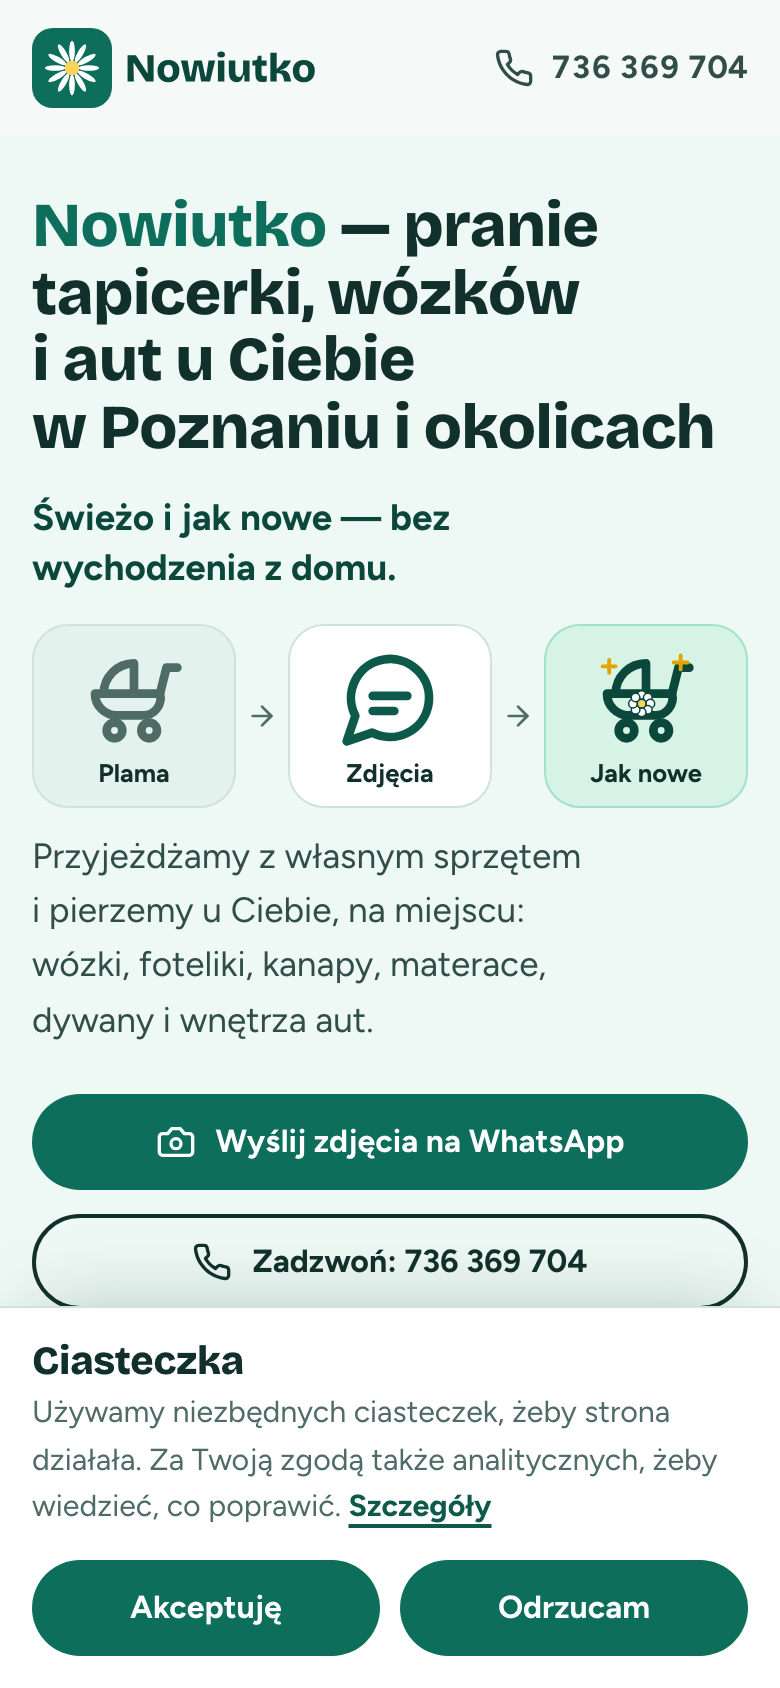 Nowiutko
736 369 704
Nowiutko — pranie
tapicerki, wózków
i aut u Ciebie
w Poznaniu i okolicach
Świeżo i jak nowe — bez
wychodzenia z domu.
Plama
Zdjęcia
Jak nowe
Przyjeżdżamy z własnym sprzętem
i pierzemy u Ciebie, na miejscu:
wózki, foteliki, kanapy, materace,
dywany i wnętrza aut.
Wyślij zdjęcia na WhatsApp
Zadzwoń: 736 369 704
Ciasteczka
Używamy niezbędnych ciasteczek, żeby strona
działała. Za Twoją zgodą także analitycznych, żeby
wiedzieć, co poprawić. Szczegóły
Akceptuję
Odrzucam